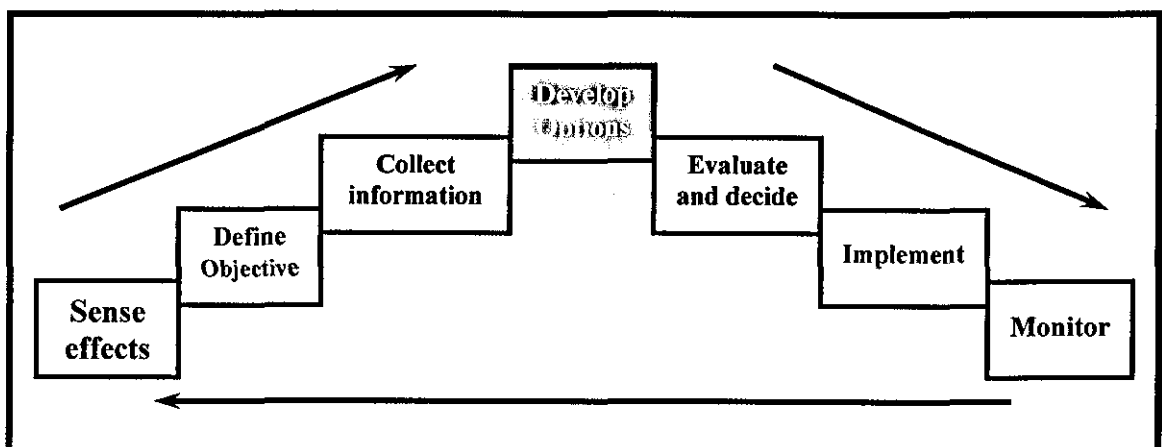 Sense
effects
Define
Objective
Collect
information
Develop
Options
Evaluate
and decide
Implement
Monitor